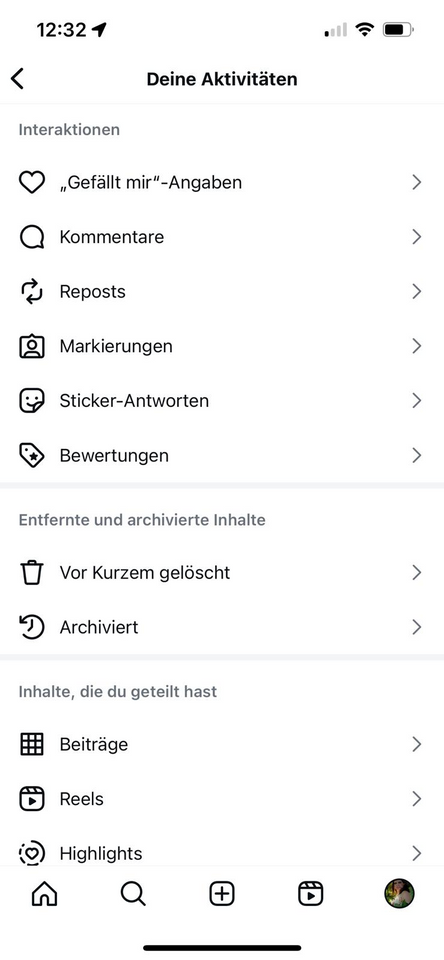 12:32
Deine Aktivitäten
Interaktionen
„Gefällt mir“-Angaben
Kommentare
Reposts
Markierungen
Sticker-Antworten
Bewertungen
Entfernte und archivierte Inhalte
Vor Kurzem gelöscht
Archiviert
Inhalte, die du geteilt hast
Beiträge
Reels
Highlights